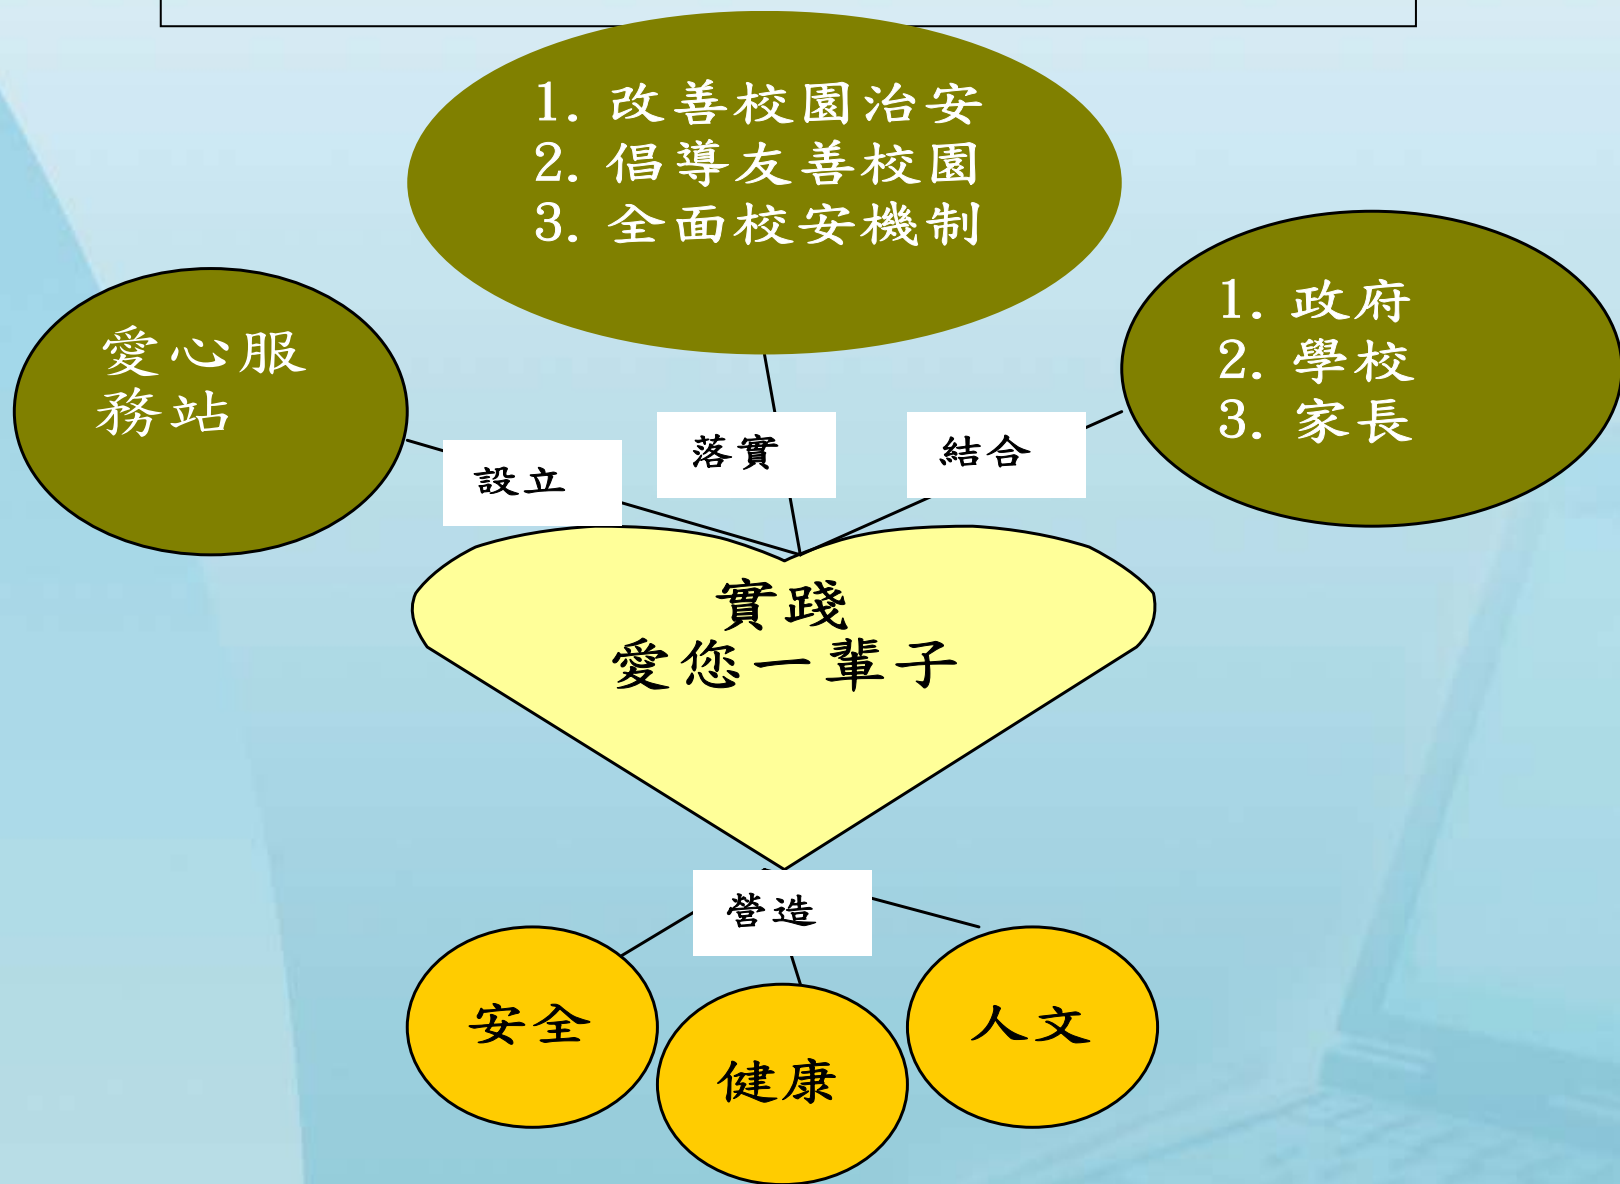 1. 改善校園治安
2. 倡導友善校園
3. 全面校安機制
愛心服
務站
1. 政府
2. 學校
3. 家長
設立
落實
結合
實踐
愛您一輩子
營造
安全
健康
人文